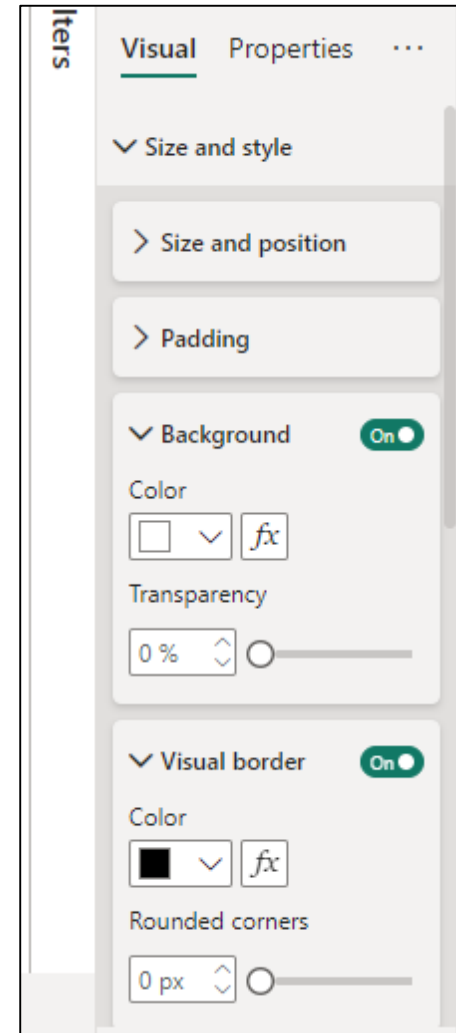 lters
Visual Properties ...
Size and style
Size and position
Padding
Background On
Color
fx
Transparency
0 %
Visual border On
Color
fx
Rounded corners
0 px